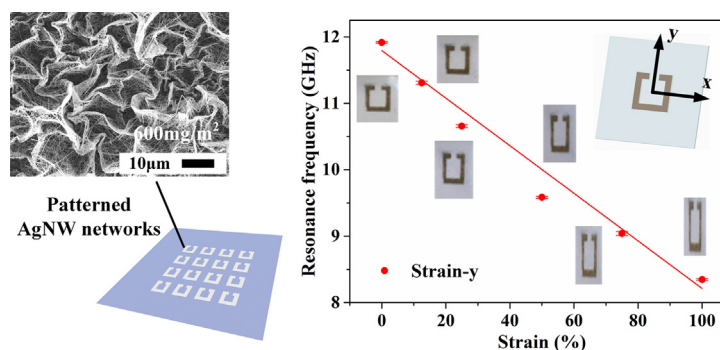 600mg/m²
10μm
Patterned
AgNW networks
Resonance frequency (GHz)
12
11
10
9
8
Strain-y
y
x
0
20
40
60
80
100
Strain (%)